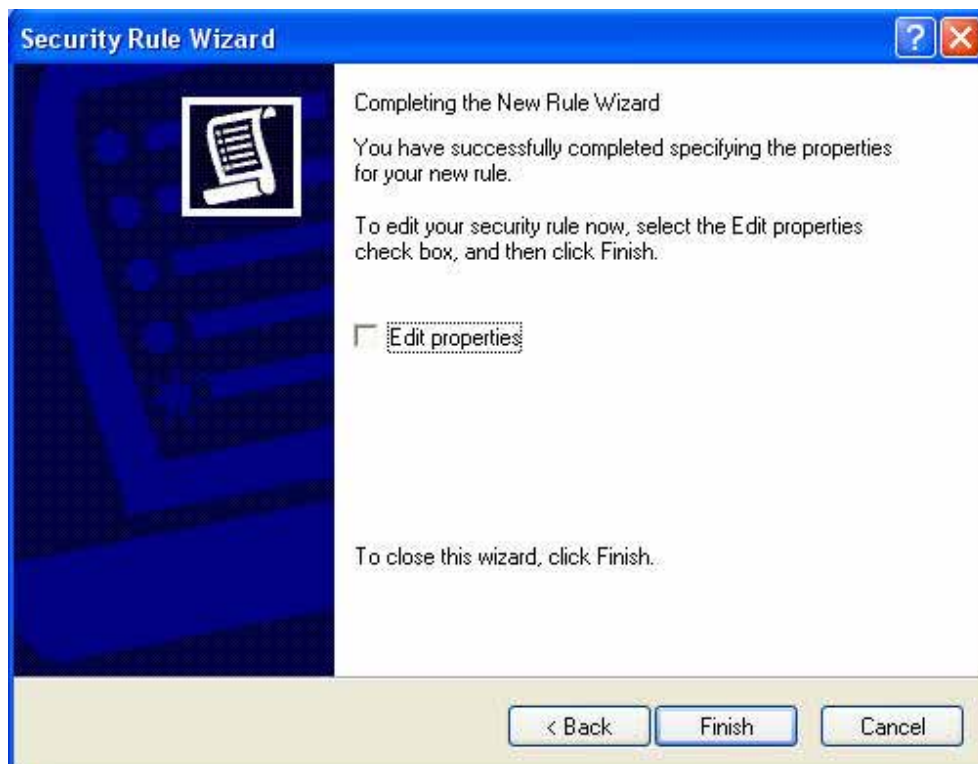 Security Rule Wizard
?
Completing the New Rule Wizard
You have successfully completed specifying the properties
for your new rule.
To edit your security rule now, select the Edit properties
check box, and then click Finish.
Edit properties
To close this wizard, click Finish.
< Back
Finish
Cancel